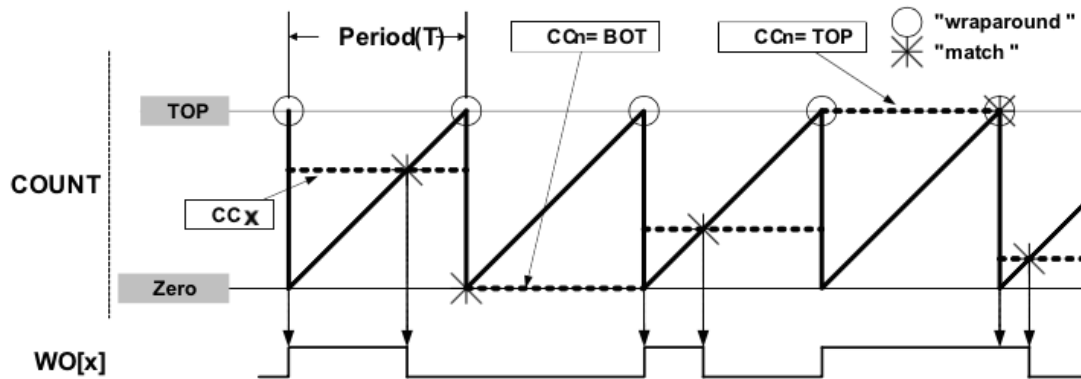 Period(T)
CCn= BOT
CCn= TOP
"wraparound "
"match "
TOP
COUNT
CCx
Zero
WO[x]